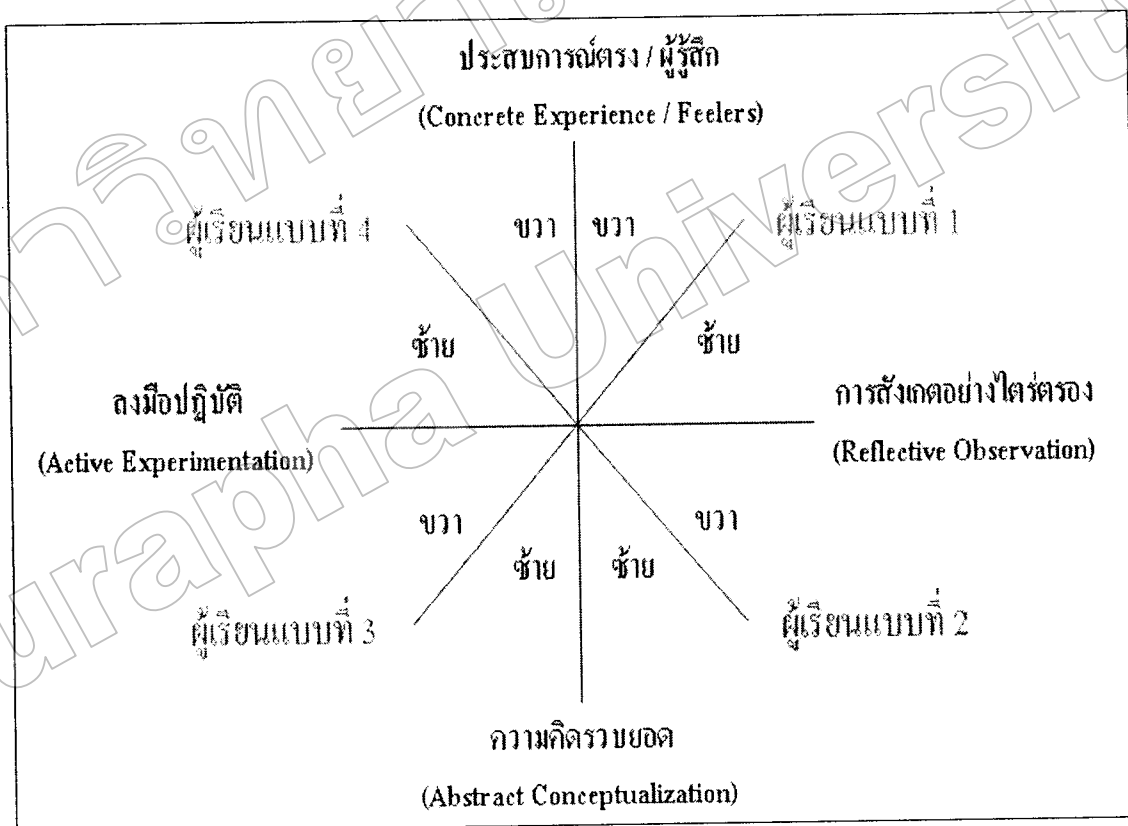 ประสบการณ์ตรง / ผู้รู้สึก
(Concrete Experience / Feelers)
ผู้เรียนแบบที่ 4
ขวา
ขวา
ผู้เรียนแบบที่ 1
ซ้าย
ซ้าย
ลงมือปฏิบัติ
(Active Experimentation)
การสังเกตอย่างไตร่ตรอง
(Reflective Observation)
ขวา
ขวา
ซ้าย
ซ้าย
ผู้เรียนแบบที่ 3
ผู้เรียนแบบที่ 2
ความคิดรวบยอด
(Abstract Conceptualization)